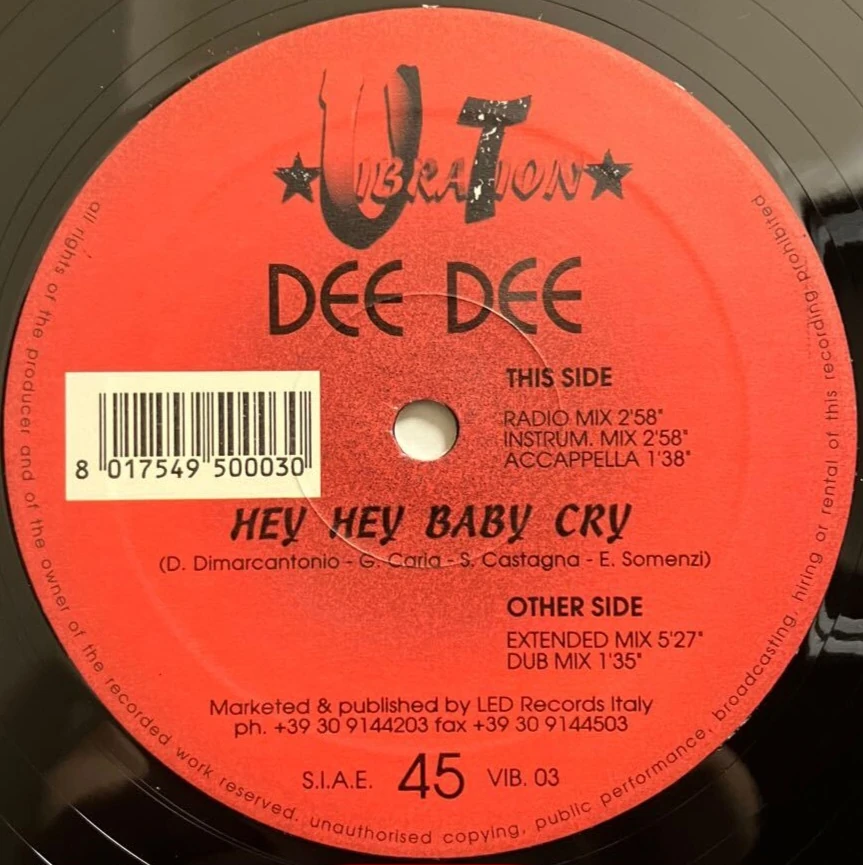 VIBRATION
DEE DEE
THIS SIDE
RADIO MIX 2'58"
INSTRUM. MIX 2'58"
ACCAPPELLA 1'38"
8 017549 500030
HEY HEY BABY CRY
(D. Dimarcantonio - G. Caria - S. Castagna - E. Somenzi)
OTHER SIDE
EXTENDED MIX 5'27"
DUB MIX 1'35"
Marketed & published by LED Records Italy
ph. +39 30 9144203 fax +39 30 9144503
S.I.A.E. 45 VIB. 03
all rights of the producer and of the owner of the recorded work reserved. unauthorised copying, public performance, broadcasting, hiring or rental of this recording prohibited